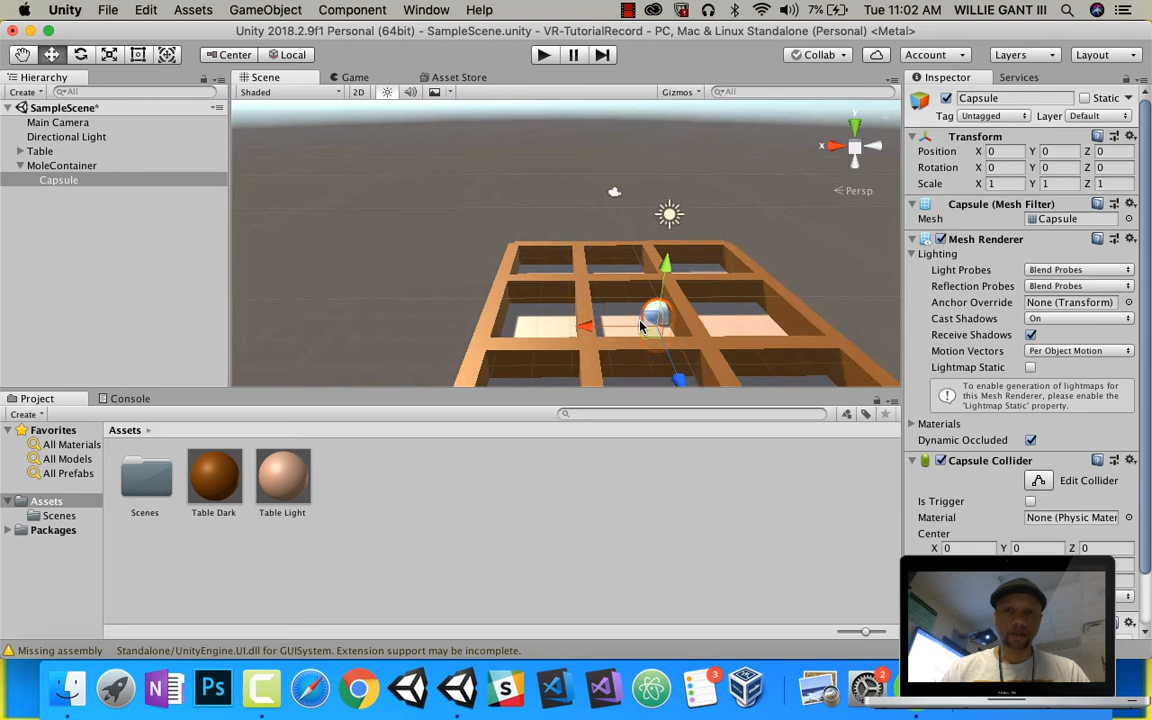 Unity File Edit Assets GameObject Component Window Help 7% Tue 11:02 AM WILLIE GANT III
Unity 2018.2.9f1 Personal (64bit) - SampleScene.unity - VR-TutorialRecord - PC, Mac & Linux Standalone (Personal) <Metal>
Center Local Collab Account Layers Layout
Hierarchy
Create All
SampleScene*
Main Camera
Directional Light
Table
MoleContainer
Capsule
Scene Game Asset Store
Shaded 2D Gizmos All
y
x
Persp
Inspector Services
Capsule Static
Tag Untagged Layer Default
Transform
Position X 0 Y 0 Z 0
Rotation X 0 Y 0 Z 0
Scale X 1 Y 1 Z 1
Capsule (Mesh Filter)
Mesh Capsule
Mesh Renderer
Lighting
Light Probes Blend Probes
Reflection Probes Blend Probes
Anchor Override None (Transform)
Cast Shadows On
Receive Shadows
Motion Vectors Per Object Motion
Lightmap Static
To enable generation of lightmaps for
this Mesh Renderer, please enable the
'Lightmap Static' property.
Materials
Dynamic Occluded
Capsule Collider
Edit Collider
Is Trigger
Material None (Physic Mater
Center
X 0 Y 0 Z 0
Project Console
Create
Favorites
All Materials
All Models
All Prefabs
Assets
Scenes
Packages
Assets
Scenes Table Dark Table Light
Missing assembly Standalone/UnityEngine.UI.dll for GUISystem. Extension support may be incomplete.
N Ps C S 3 2